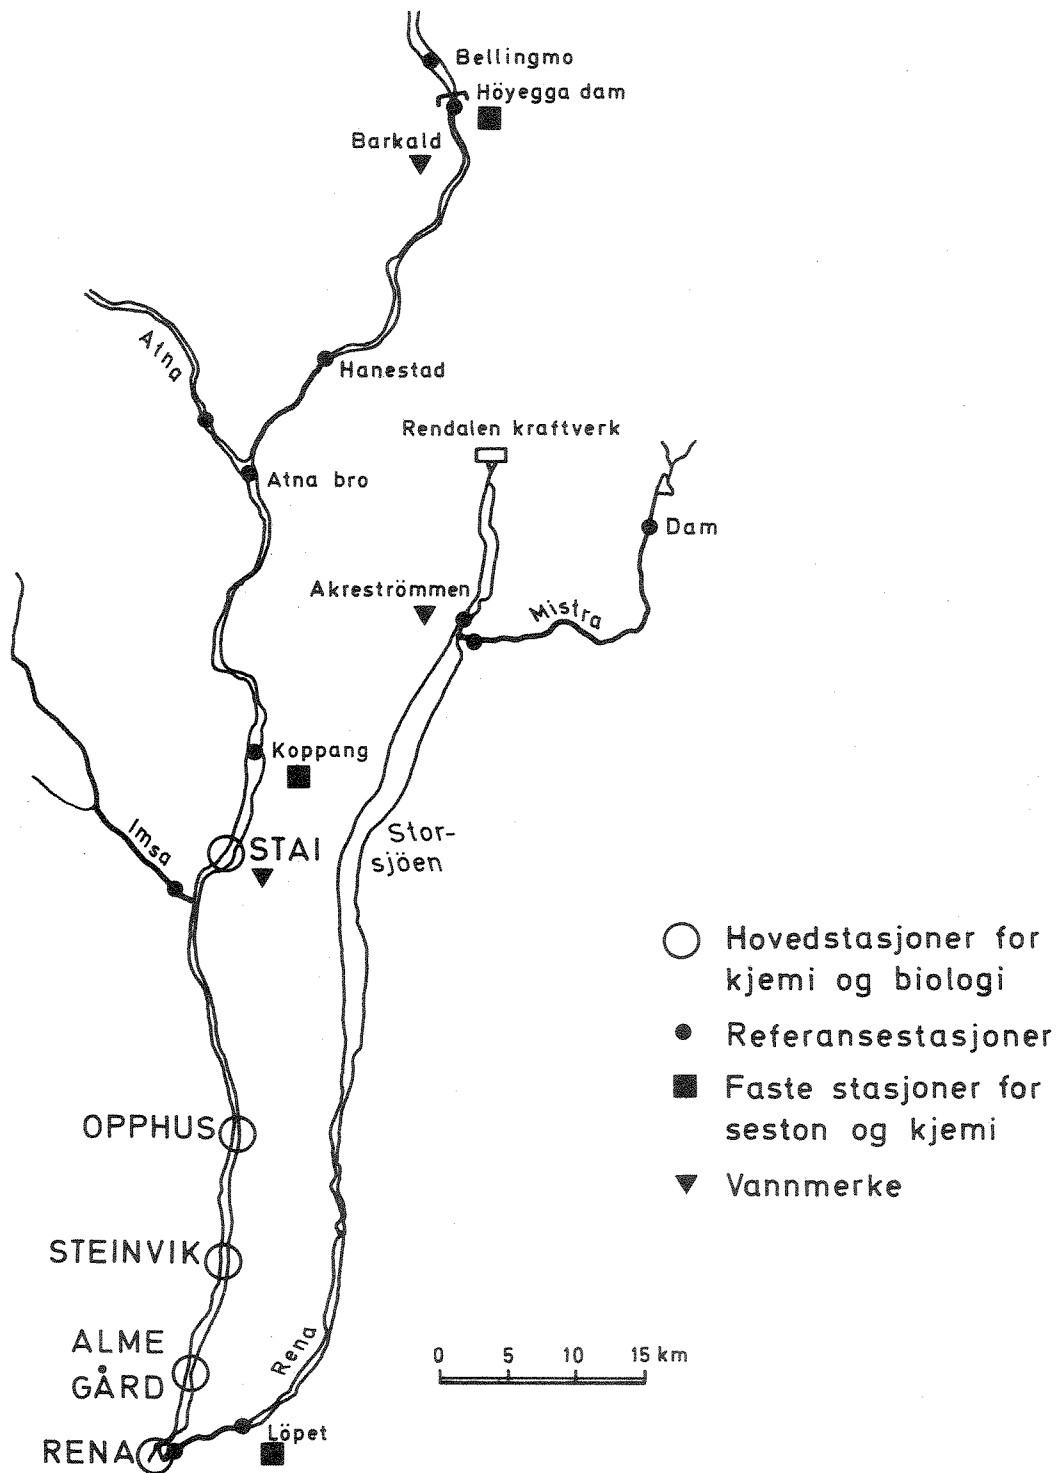 Bellingmo
Höyegga dam
Barkald
Atna
Hanestad
Rendalen kraftverk
Atna bro
Dam
Akreströmmen
Mistra
Koppang
Imsa
STAI
Stor-
sjöen
Hovedstasjoner for
kjemi og biologi
Referansestasjoner
Faste stasjoner for
seston og kjemi
Vannmerke
OPPHUS
STEINVIK
ALME
GÅRD
Rena
0 5 10 15 km
Löpet
RENA